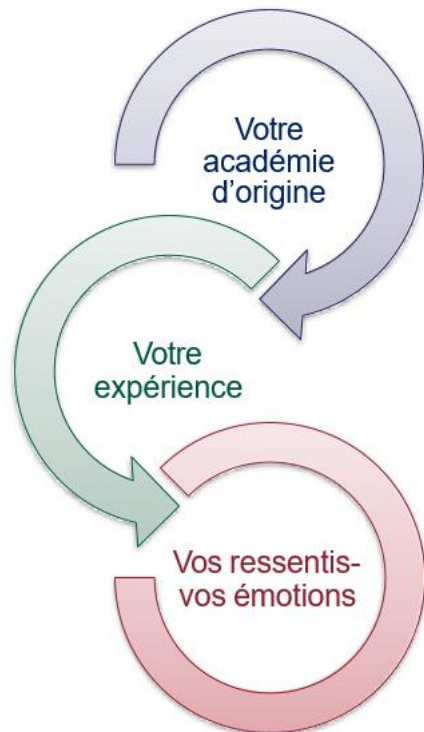 Votre
académie
d'origine
Votre
expérience
Vos ressentis-
vos émotions